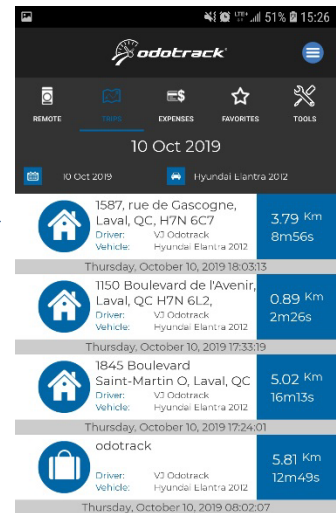 51% 15:26
odotrack
REMOTE TRIPS EXPENSES FAVORITES TOOLS
10 Oct 2019
10 Oct 2019 Hyundai Elantra 2012
1587, rue de Gascogne,
Laval, QC, H7N 6C7
Driver: VJ Odotrack
Vehicle: Hyundai Elantra 2012
3.79 Km
8m56s
Thursday, October 10, 2019 18:03:13
1150 Boulevard de l'Avenir,
Laval, QC H7N 6L2,
Driver: VJ Odotrack
Vehicle: Hyundai Elantra 2012
0.89 Km
2m26s
Thursday, October 10, 2019 17:33:19
1845 Boulevard
Saint-Martin O, Laval, QC
Driver: VJ Odotrack
Vehicle: Hyundai Elantra 2012
5.02 Km
16m13s
Thursday, October 10, 2019 17:24:01
odotrack
Driver: VJ Odotrack
Vehicle: Hyundai Elantra 2012
5.81 Km
12m49s
Thursday, October 10, 2019 08:02:07